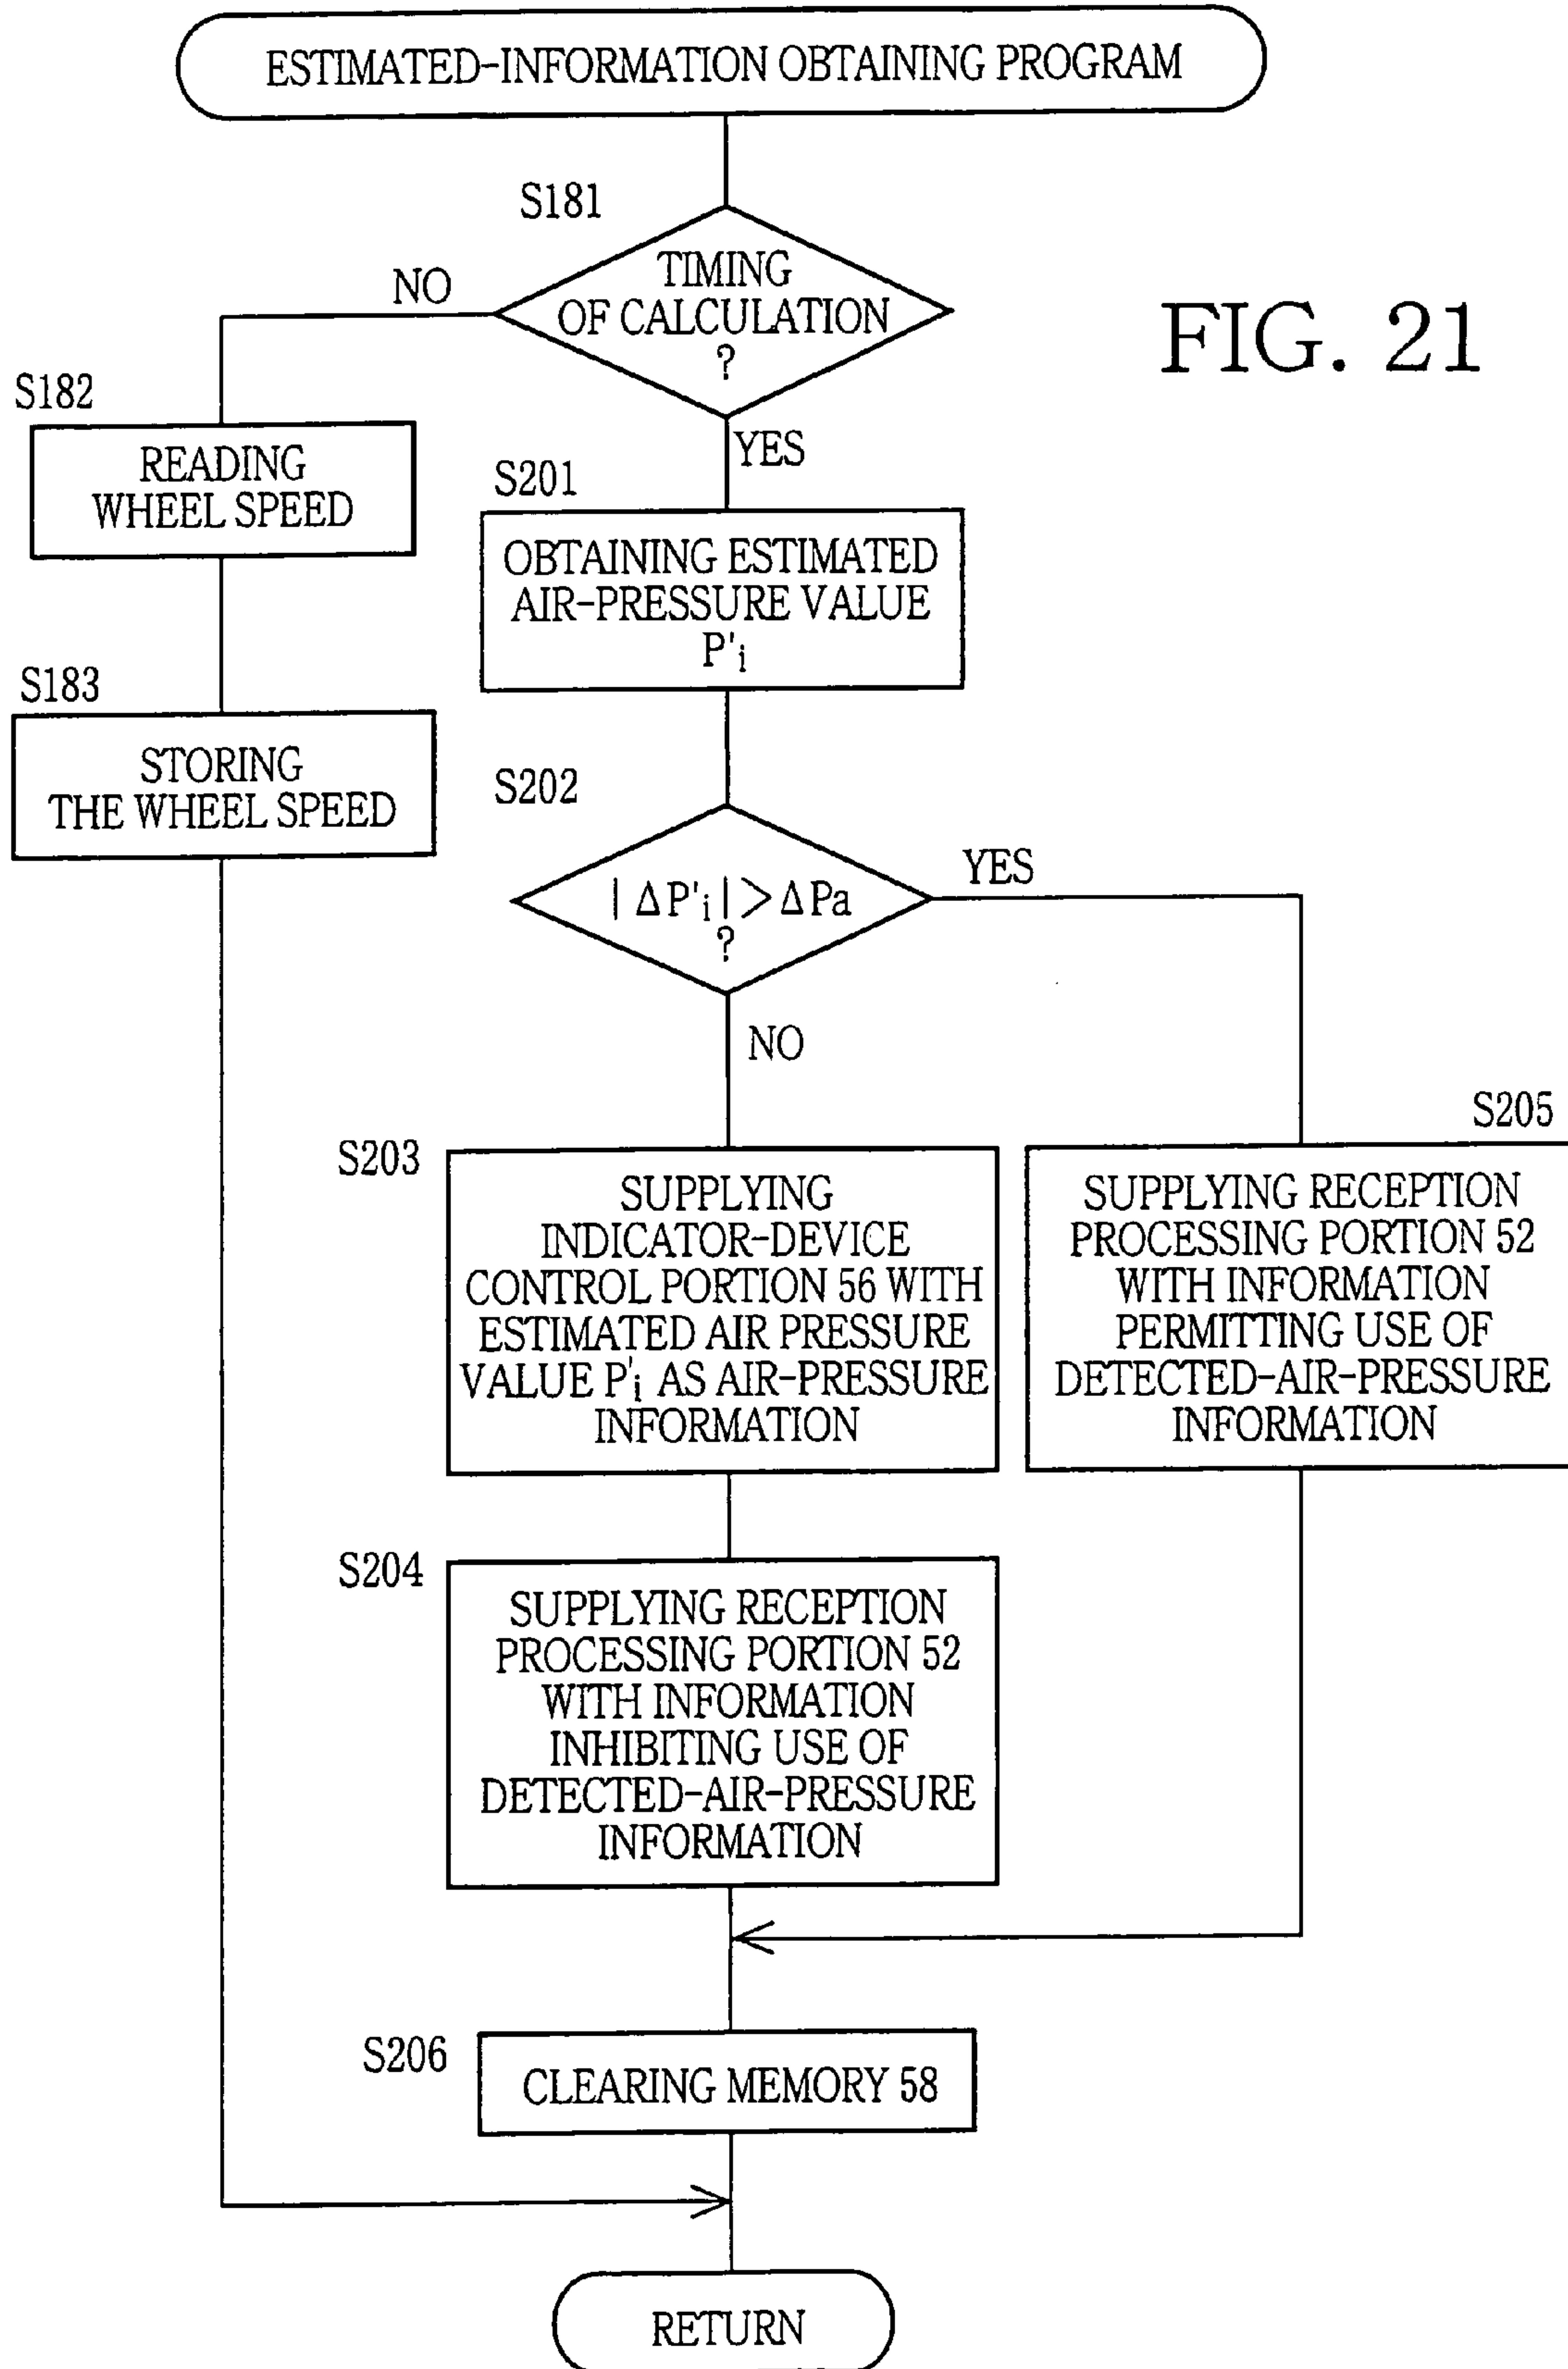 ESTIMATED-INFORMATION OBTAINING PROGRAM
FIG. 21
S181
TIMING
OF CALCULATION
?
NO
YES
S182
READING
WHEEL SPEED
S183
STORING
THE WHEEL SPEED
S201
OBTAINING ESTIMATED
AIR-PRESSURE VALUE
P'i
S202
| ΔP'i | > ΔPa
?
YES
NO
S203
SUPPLYING
INDICATOR-DEVICE
CONTROL PORTION 56 WITH
ESTIMATED AIR PRESSURE
VALUE P'i AS AIR-PRESSURE
INFORMATION
S205
SUPPLYING RECEPTION
PROCESSING PORTION 52
WITH INFORMATION
PERMITTING USE OF
DETECTED-AIR-PRESSURE
INFORMATION
S204
SUPPLYING RECEPTION
PROCESSING PORTION 52
WITH INFORMATION
INHIBITING USE OF
DETECTED-AIR-PRESSURE
INFORMATION
S206
CLEARING MEMORY 58
RETURN